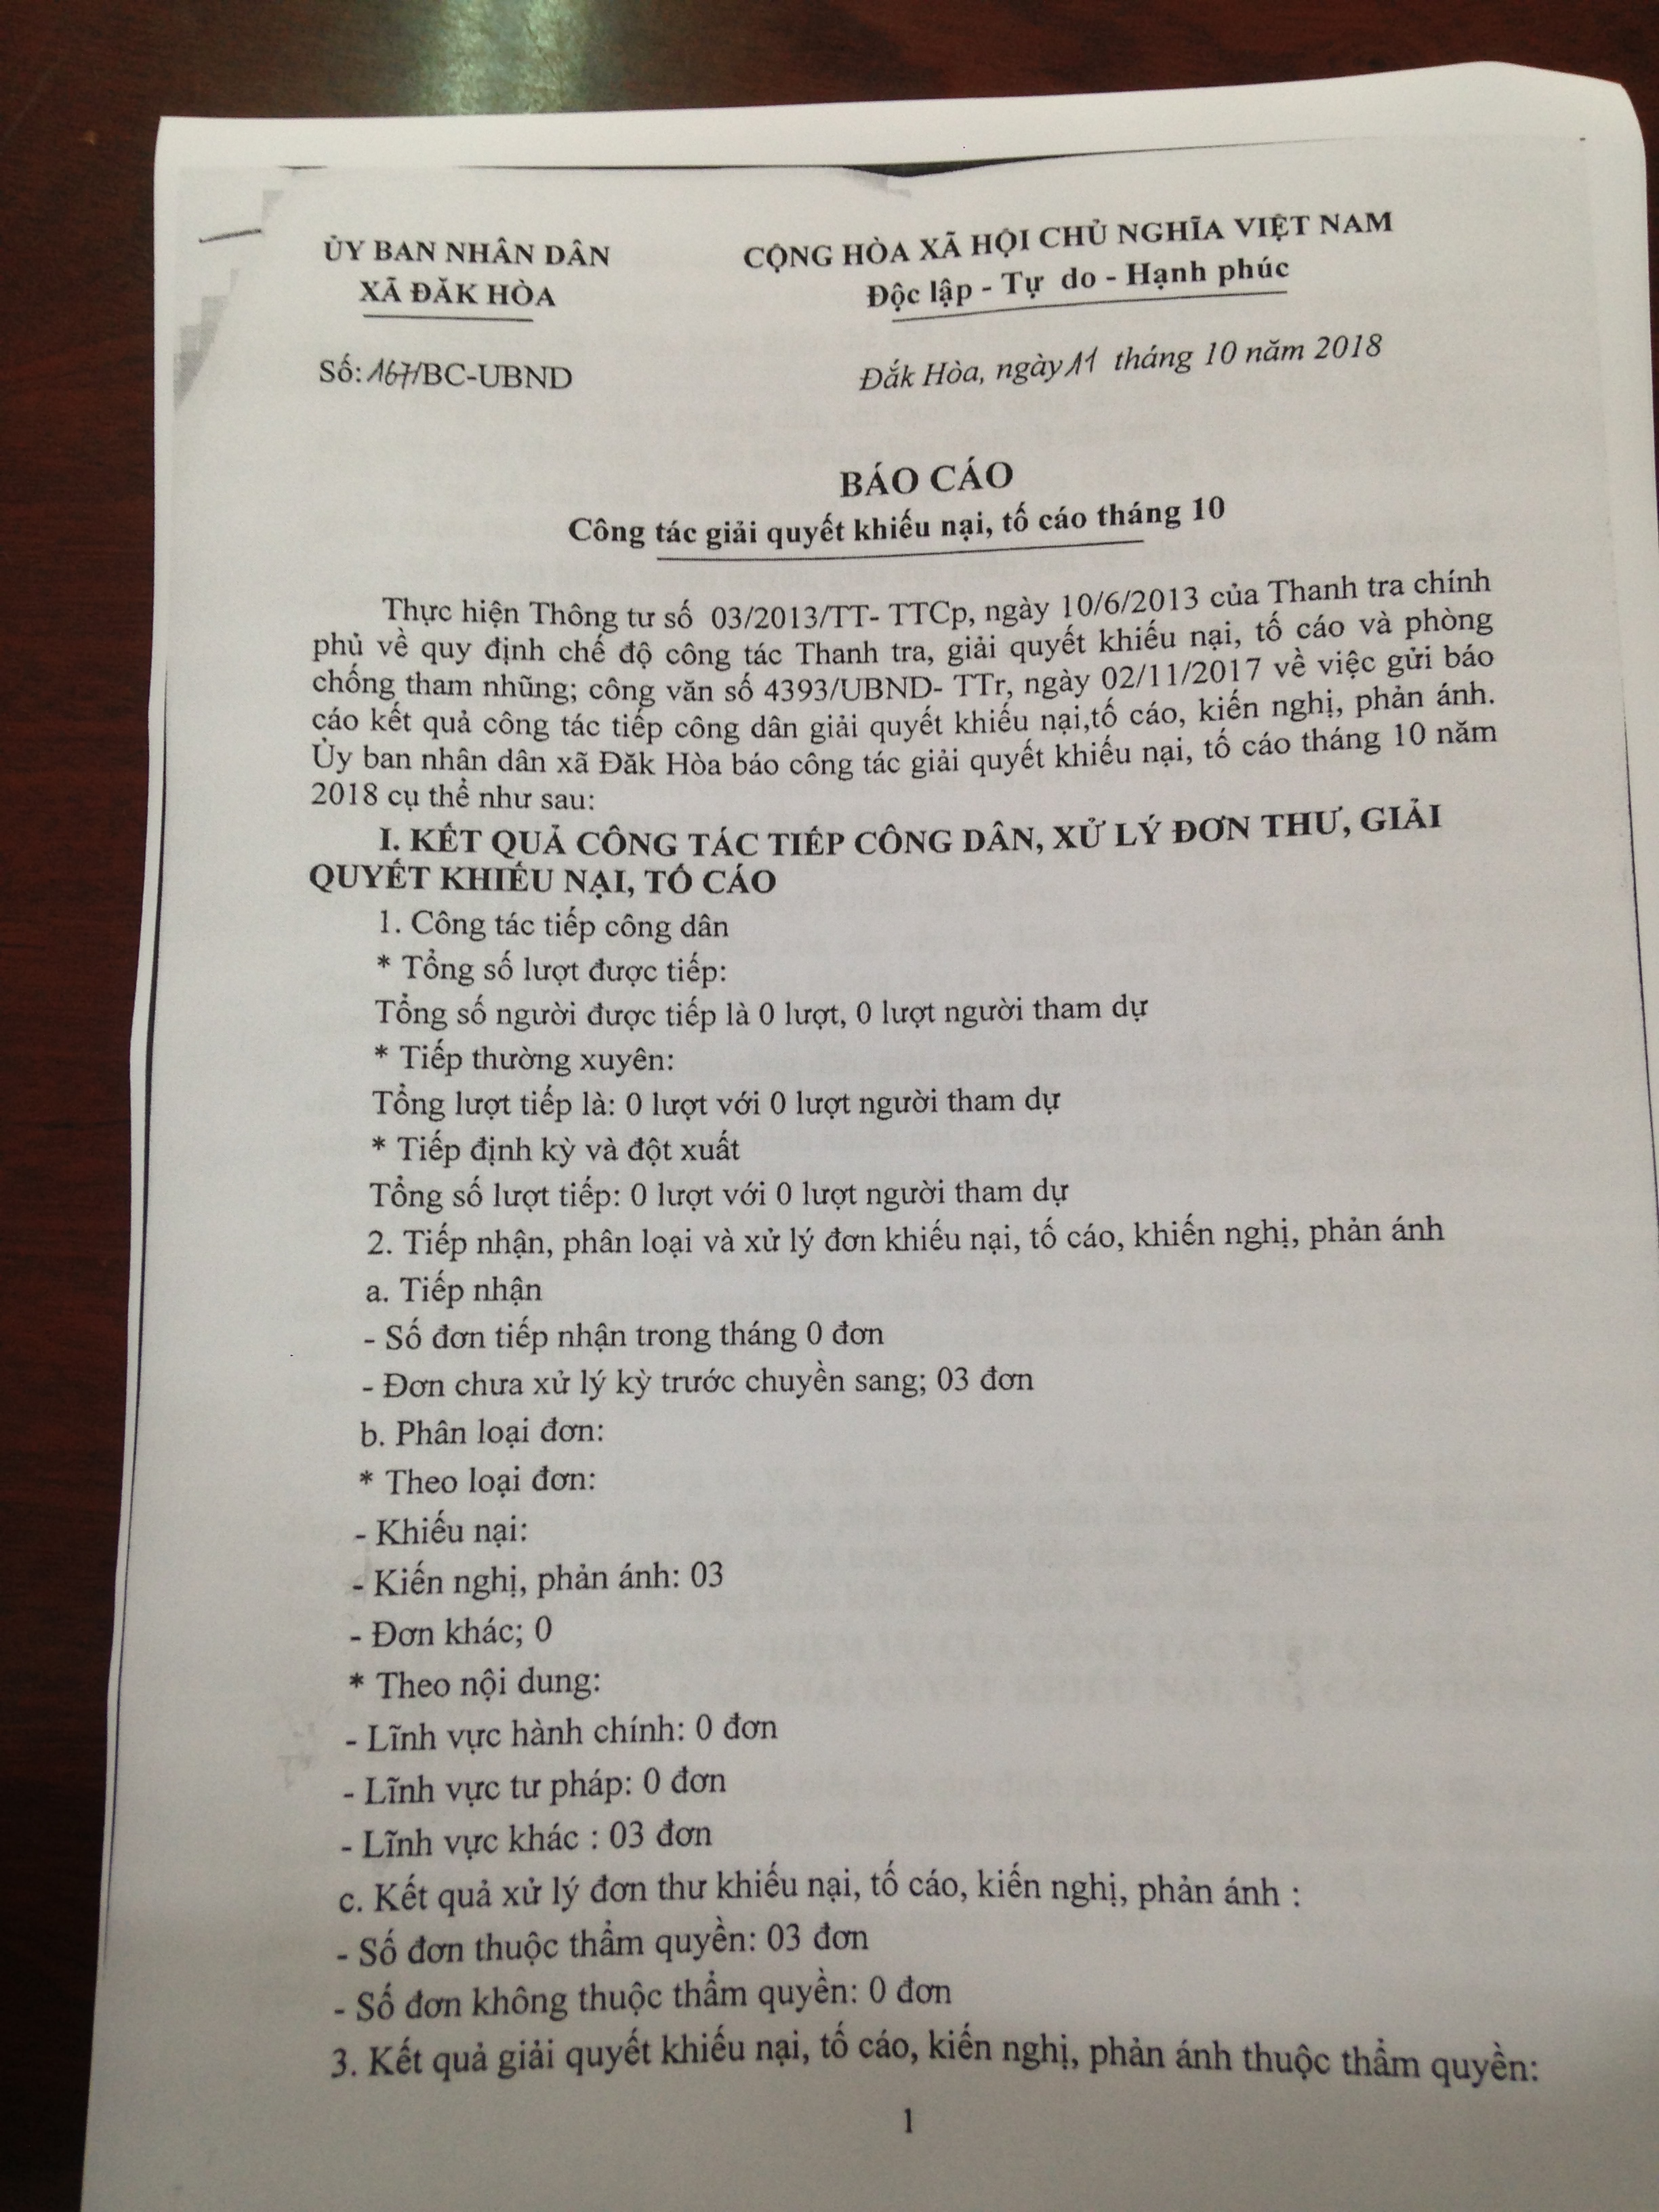 ỦY BAN NHÂN DÂN
XÃ ĐĂK HÒA
CỘNG HÒA XÃ HỘI CHỦ NGHĨA VIỆT NAM
Độc lập - Tự do - Hạnh phúc
Số: 167/BC-UBND
Đắk Hòa, ngày 11 tháng 10 năm 2018
BÁO CÁO
Công tác giải quyết khiếu nại, tố cáo tháng 10
Thực hiện Thông tư số 03/2013/TT- TTCp, ngày 10/6/2013 của Thanh tra chính
phủ về quy định chế độ công tác Thanh tra, giải quyết khiếu nại, tố cáo và phòng
chống tham nhũng; công văn số 4393/UBND- TTr, ngày 02/11/2017 về việc gửi báo
cáo kết quả công tác tiếp công dân giải quyết khiếu nại,tố cáo, kiến nghị, phản ánh.
Ủy ban nhân dân xã Đăk Hòa báo công tác giải quyết khiếu nại, tố cáo tháng 10 năm
2018 cụ thể như sau:
I. KẾT QUẢ CÔNG TÁC TIẾP CÔNG DÂN, XỬ LÝ ĐƠN THƯ, GIẢI
QUYẾT KHIẾU NẠI, TỐ CÁO
1. Công tác tiếp công dân
* Tổng số lượt được tiếp:
Tổng số người được tiếp là 0 lượt, 0 lượt người tham dự
* Tiếp thường xuyên:
Tổng lượt tiếp là: 0 lượt với 0 lượt người tham dự
* Tiếp định kỳ và đột xuất
Tổng số lượt tiếp: 0 lượt với 0 lượt người tham dự
2. Tiếp nhận, phân loại và xử lý đơn khiếu nại, tố cáo, khiến nghị, phản ánh
a. Tiếp nhận
- Số đơn tiếp nhận trong tháng 0 đơn
- Đơn chưa xử lý kỳ trước chuyền sang; 03 đơn
b. Phân loại đơn:
* Theo loại đơn:
- Khiếu nại:
- Kiến nghị, phản ánh: 03
- Đơn khác; 0
* Theo nội dung:
- Lĩnh vực hành chính: 0 đơn
- Lĩnh vực tư pháp: 0 đơn
- Lĩnh vực khác : 03 đơn
c. Kết quả xử lý đơn thư khiếu nại, tố cáo, kiến nghị, phản ánh :
- Số đơn thuộc thẩm quyền: 03 đơn
- Số đơn không thuộc thẩm quyền: 0 đơn
3. Kết quả giải quyết khiếu nại, tố cáo, kiến nghị, phản ánh thuộc thẩm quyền:
1